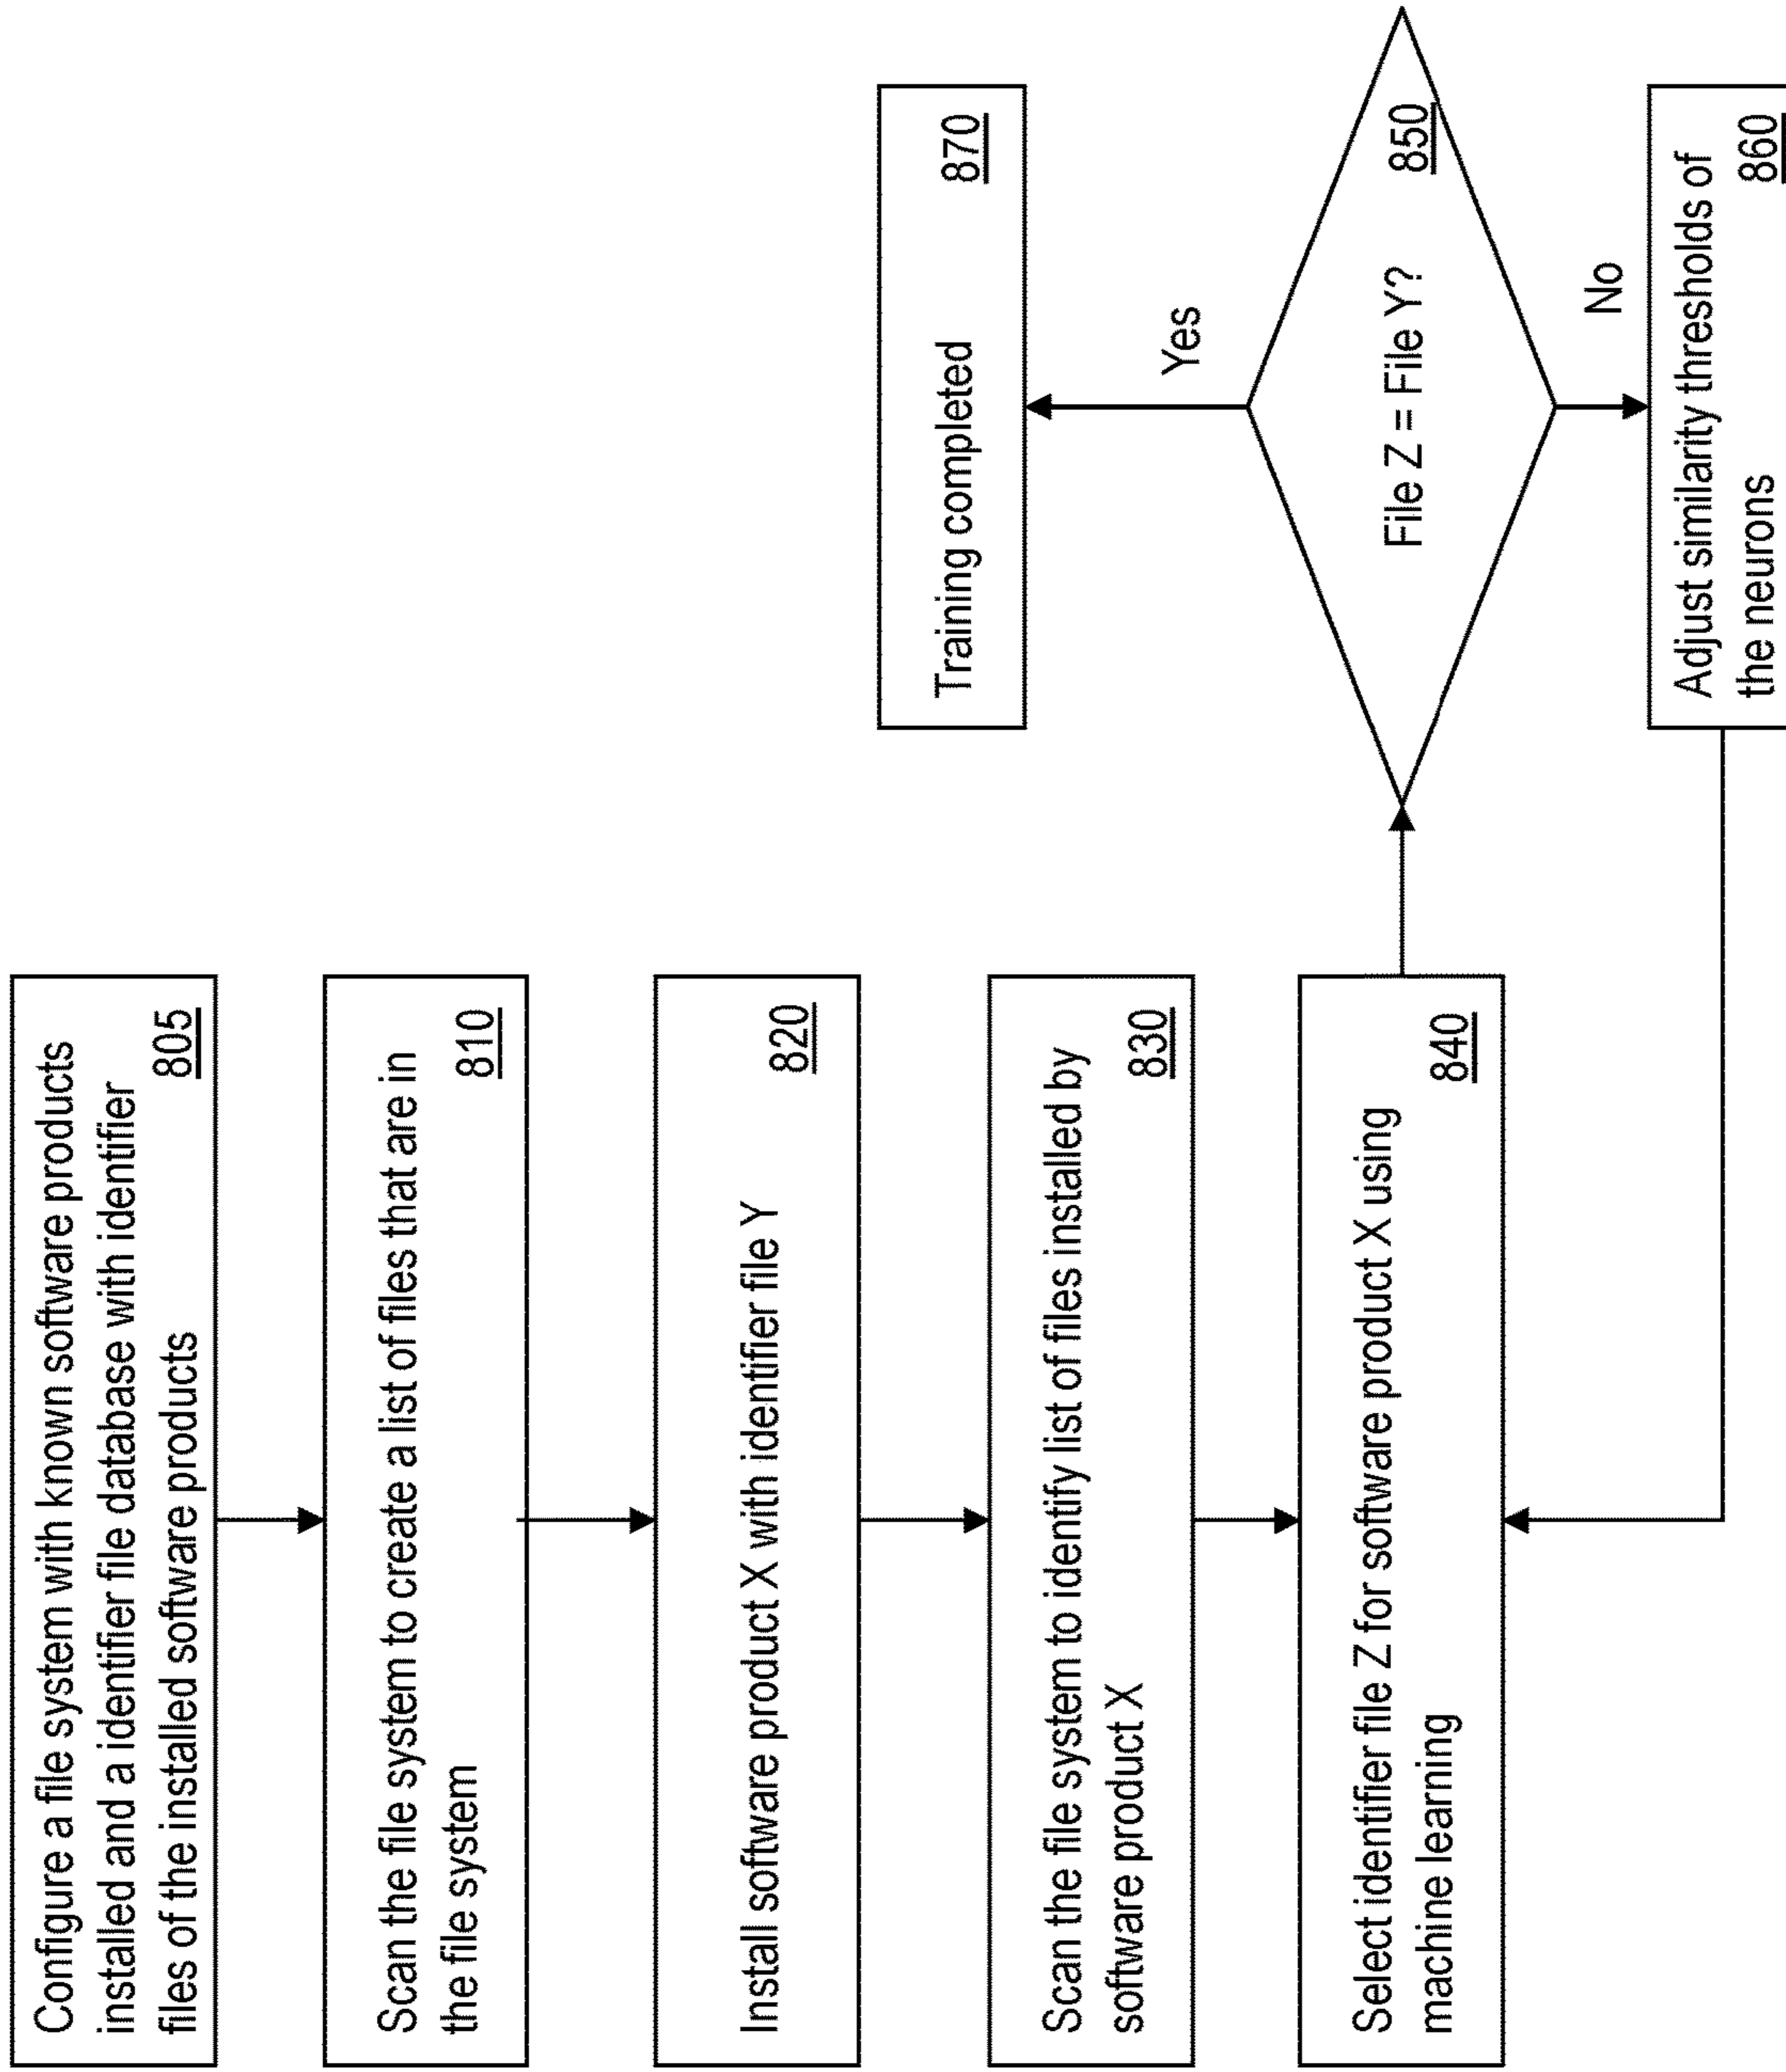 Configure a file system with known software products
installed and a identifier file database with identifier
files of the installed software products
805
Scan the file system to create a list of files that are in
the file system
810
Install software product X with identifier file Y
820
Scan the file system to identify list of files installed by
software product X
830
Select identifier file Z for software product X using
machine learning
840
File Z = File Y?
850
Yes
No
Training completed
870
Adjust similarity thresholds of
the neurons
860